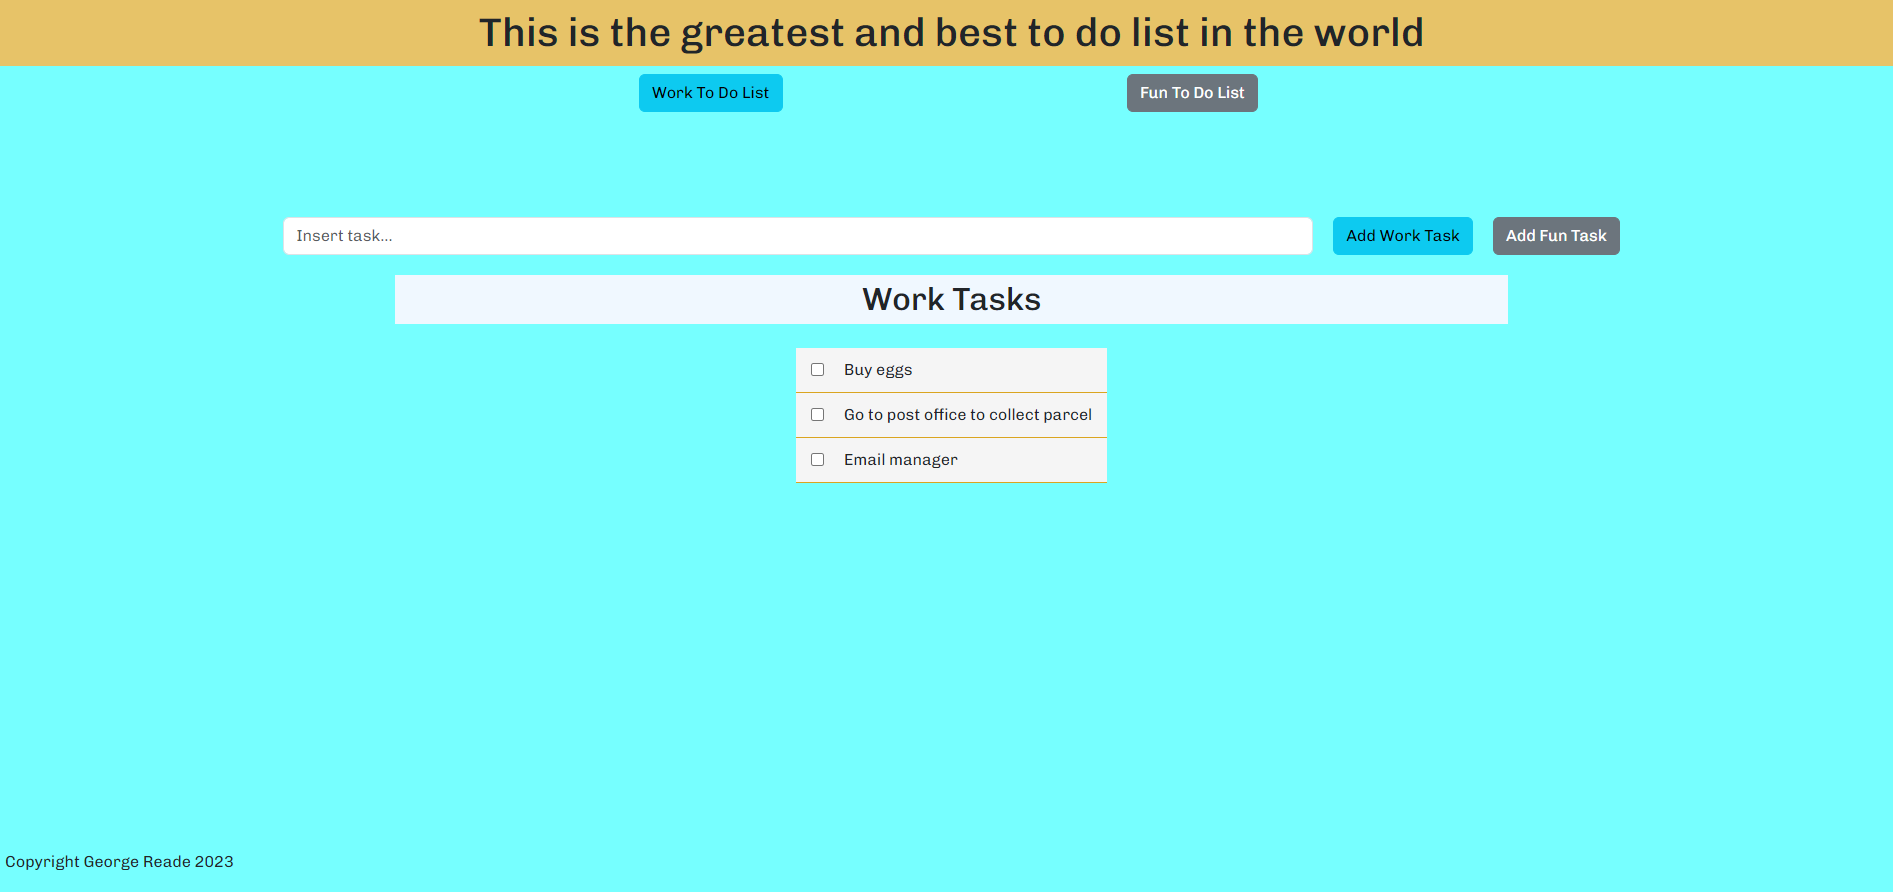 This is the greatest and best to do list in the world
Work To Do List
Fun To Do List
Insert task...
Add Work Task
Add Fun Task
Work Tasks
Buy eggs
Go to post office to collect parcel
Email manager
Copyright George Reade 2023